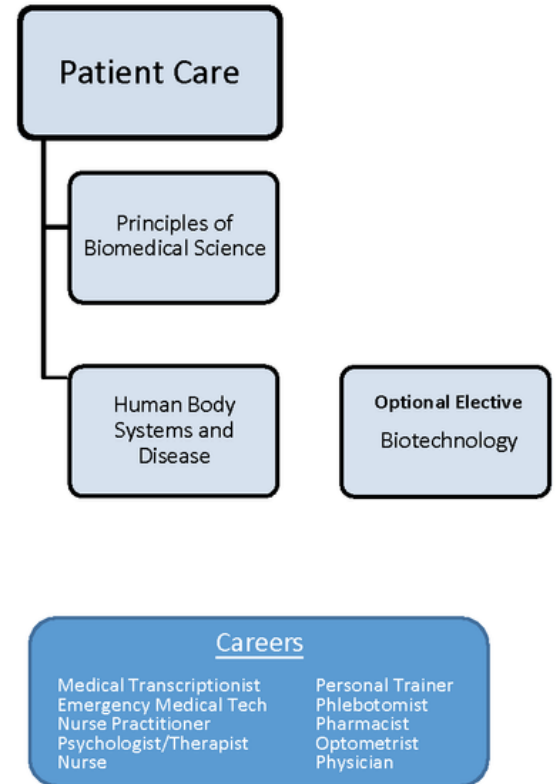 Patient Care
Principles of
Biomedical Science
Human Body
Systems and
Disease
Optional Elective
Biotechnology
Careers
Medical Transcriptionist
Emergency Medical Tech
Nurse Practitioner
Psychologist/Therapist
Nurse
Personal Trainer
Phlebotomist
Pharmacist
Optometrist
Physician